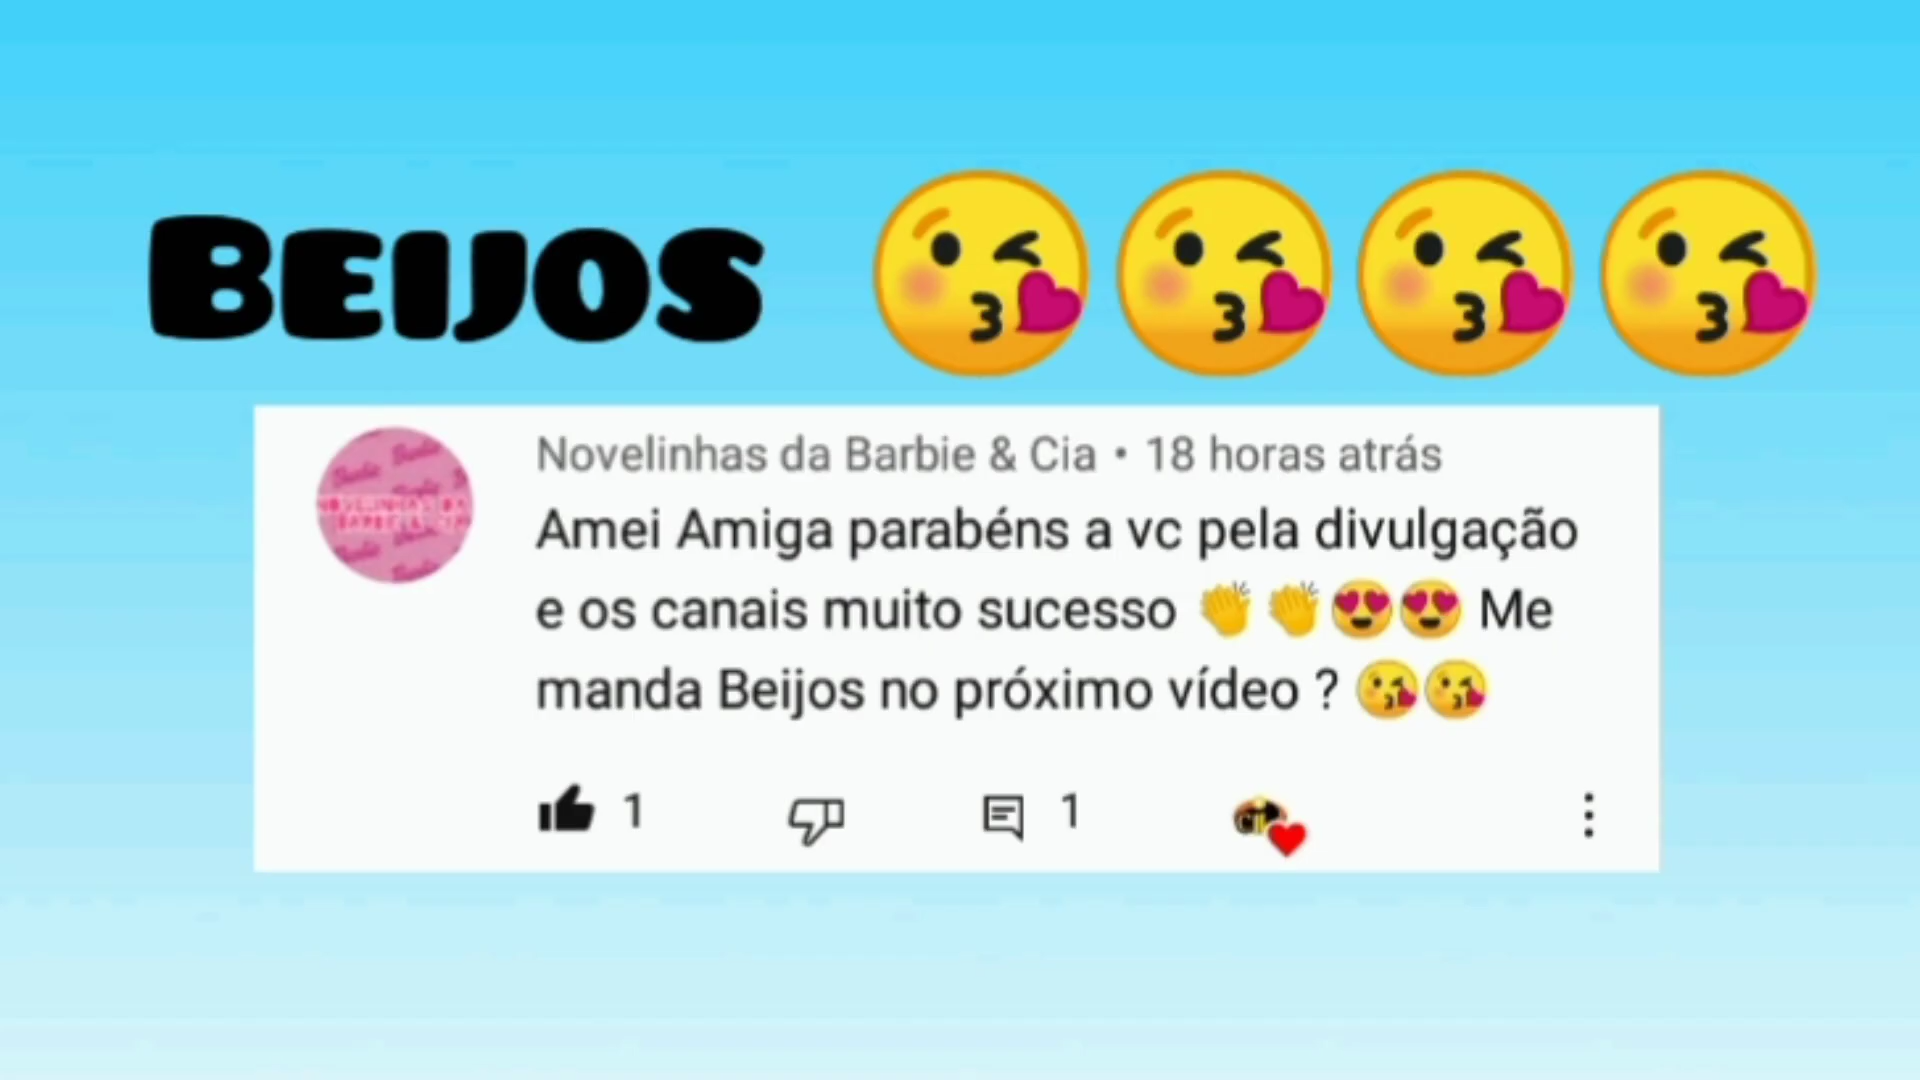 BEIJOS 😘😘😘😘
Novelinhas da Barbie & Cia • 18 horas atrás
Amei Amiga parabéns a vc pela divulgação
e os canais muito sucesso 👏👏😍😍 Me
manda Beijos no próximo vídeo ? 😘😘
1 1